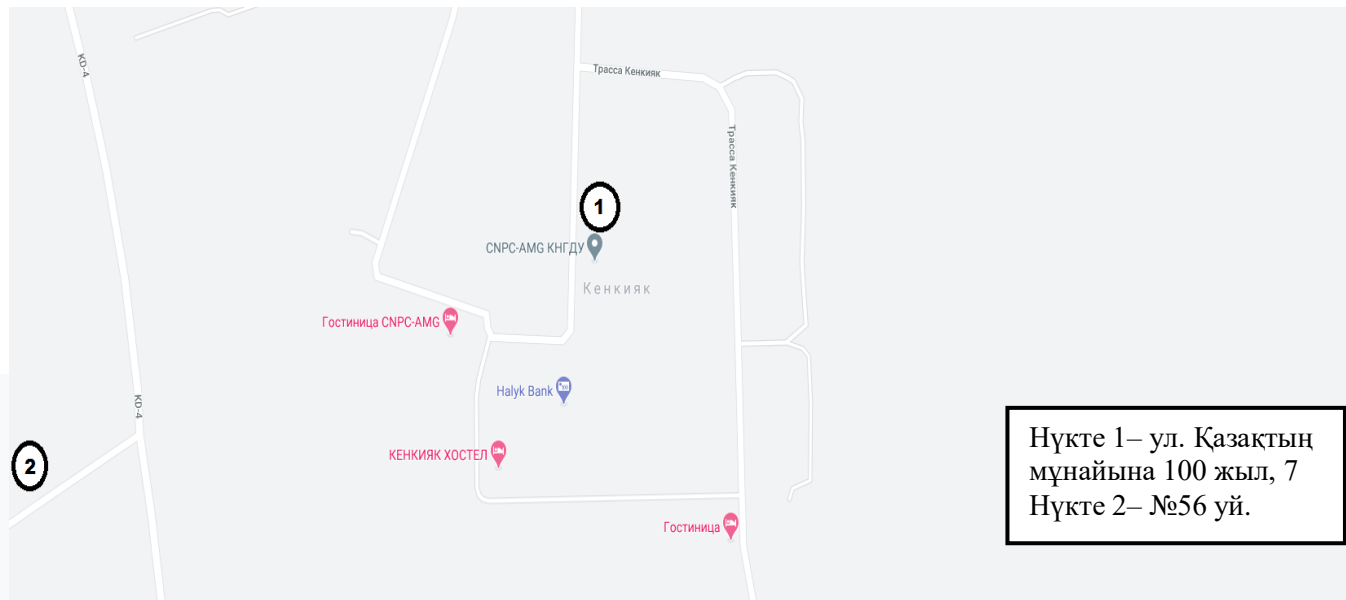 KD-4
Трасса Кенкияк
Трасса Кенкияк
1
CNPC-AMG КНГДУ
Кенкияк
Гостиница CNPC-AMG
Halyk Bank
KD-4
КЕНКИЯК ХОСТЕЛ
2
Гостиница
Нүкте 1– ул. Қазақтың
мұнайына 100 жыл, 7
Нүкте 2– №56 уй.